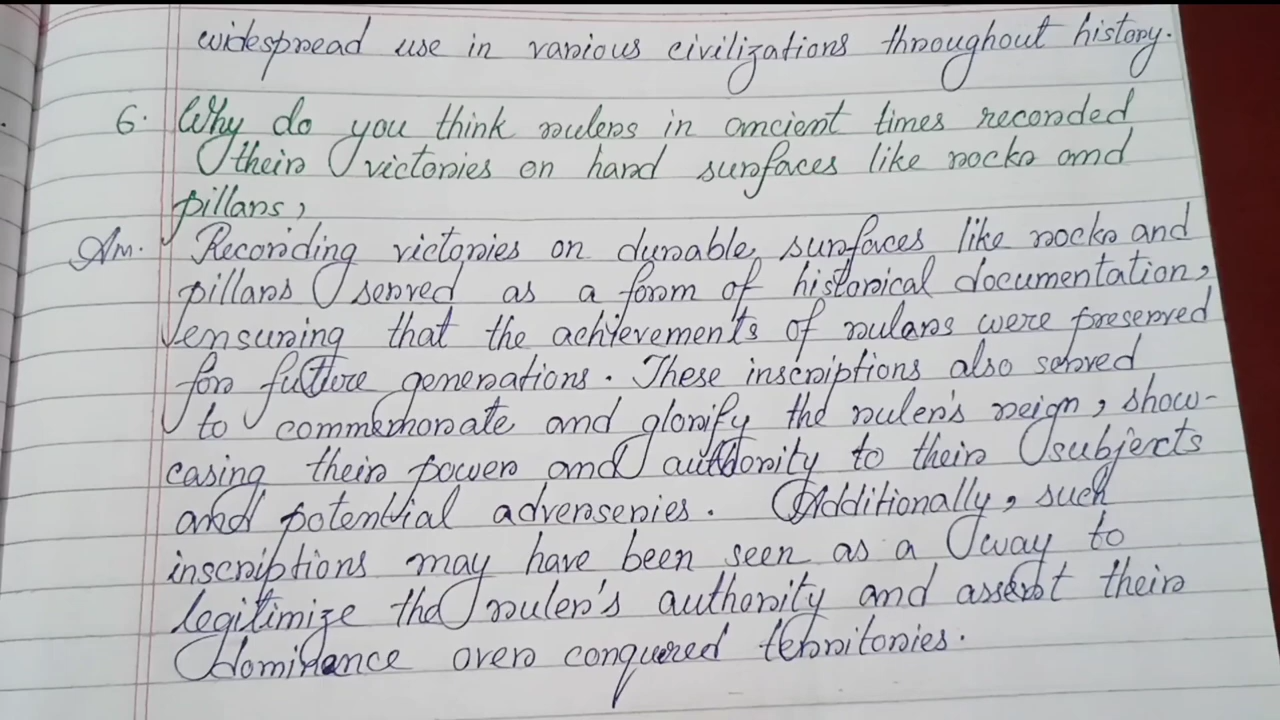 widespread use in various civilizations throughout history.
6. Why do you think rulers in ancient times recorded
their victories on hard surfaces like rocks and
pillars,
Ans. Recording victories on durable surfaces like rocks and
pillars served as a form of historical documentation,
ensuring that the achievements of rulars were preserved
for future generations. These inscriptions also served
to commemorate and glorify the ruler's reign, show-
casing their power and authority to their subjects
and potential adverseries. Additionally, such
inscriptions may have been seen as a way to
legitimize the ruler's authority and assert their
dominance over conquered territories.